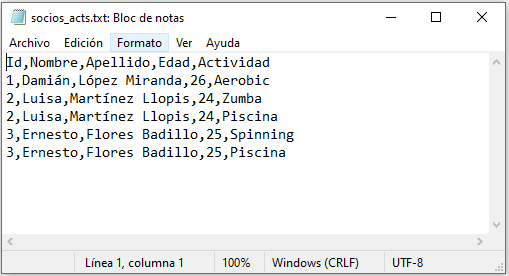 socios_acts.txt: Bloc de notas
Archivo Edición Formato Ver Ayuda
Id,Nombre,Apellido,Edad,Actividad
1,Damián,López Miranda,26,Aerobic
2,Luisa,Martínez Llopis,24,Zumba
2,Luisa,Martínez Llopis,24,Piscina
3,Ernesto,Flores Badillo,25,Spinning
3,Ernesto,Flores Badillo,25,Piscina
Línea 1, columna 1 100% Windows (CRLF) UTF-8